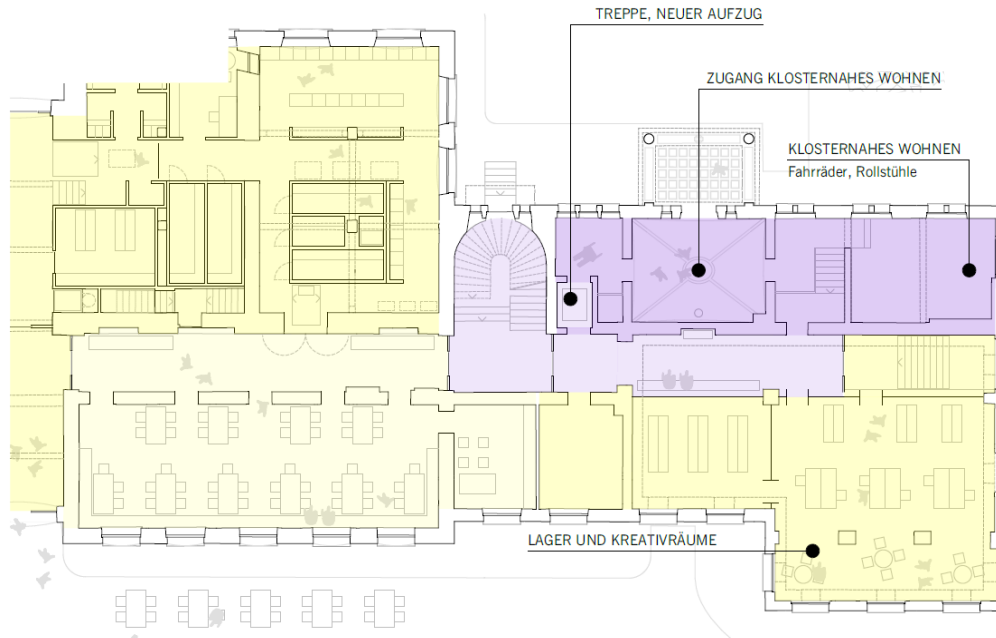 TREPPE, NEUER AUFZUG
ZUGANG KLOSTERNAHES WOHNEN
KLOSTERNAHES WOHNEN
Fahrräder, Rollstühle
LAGER UND KREATIVRÄUME